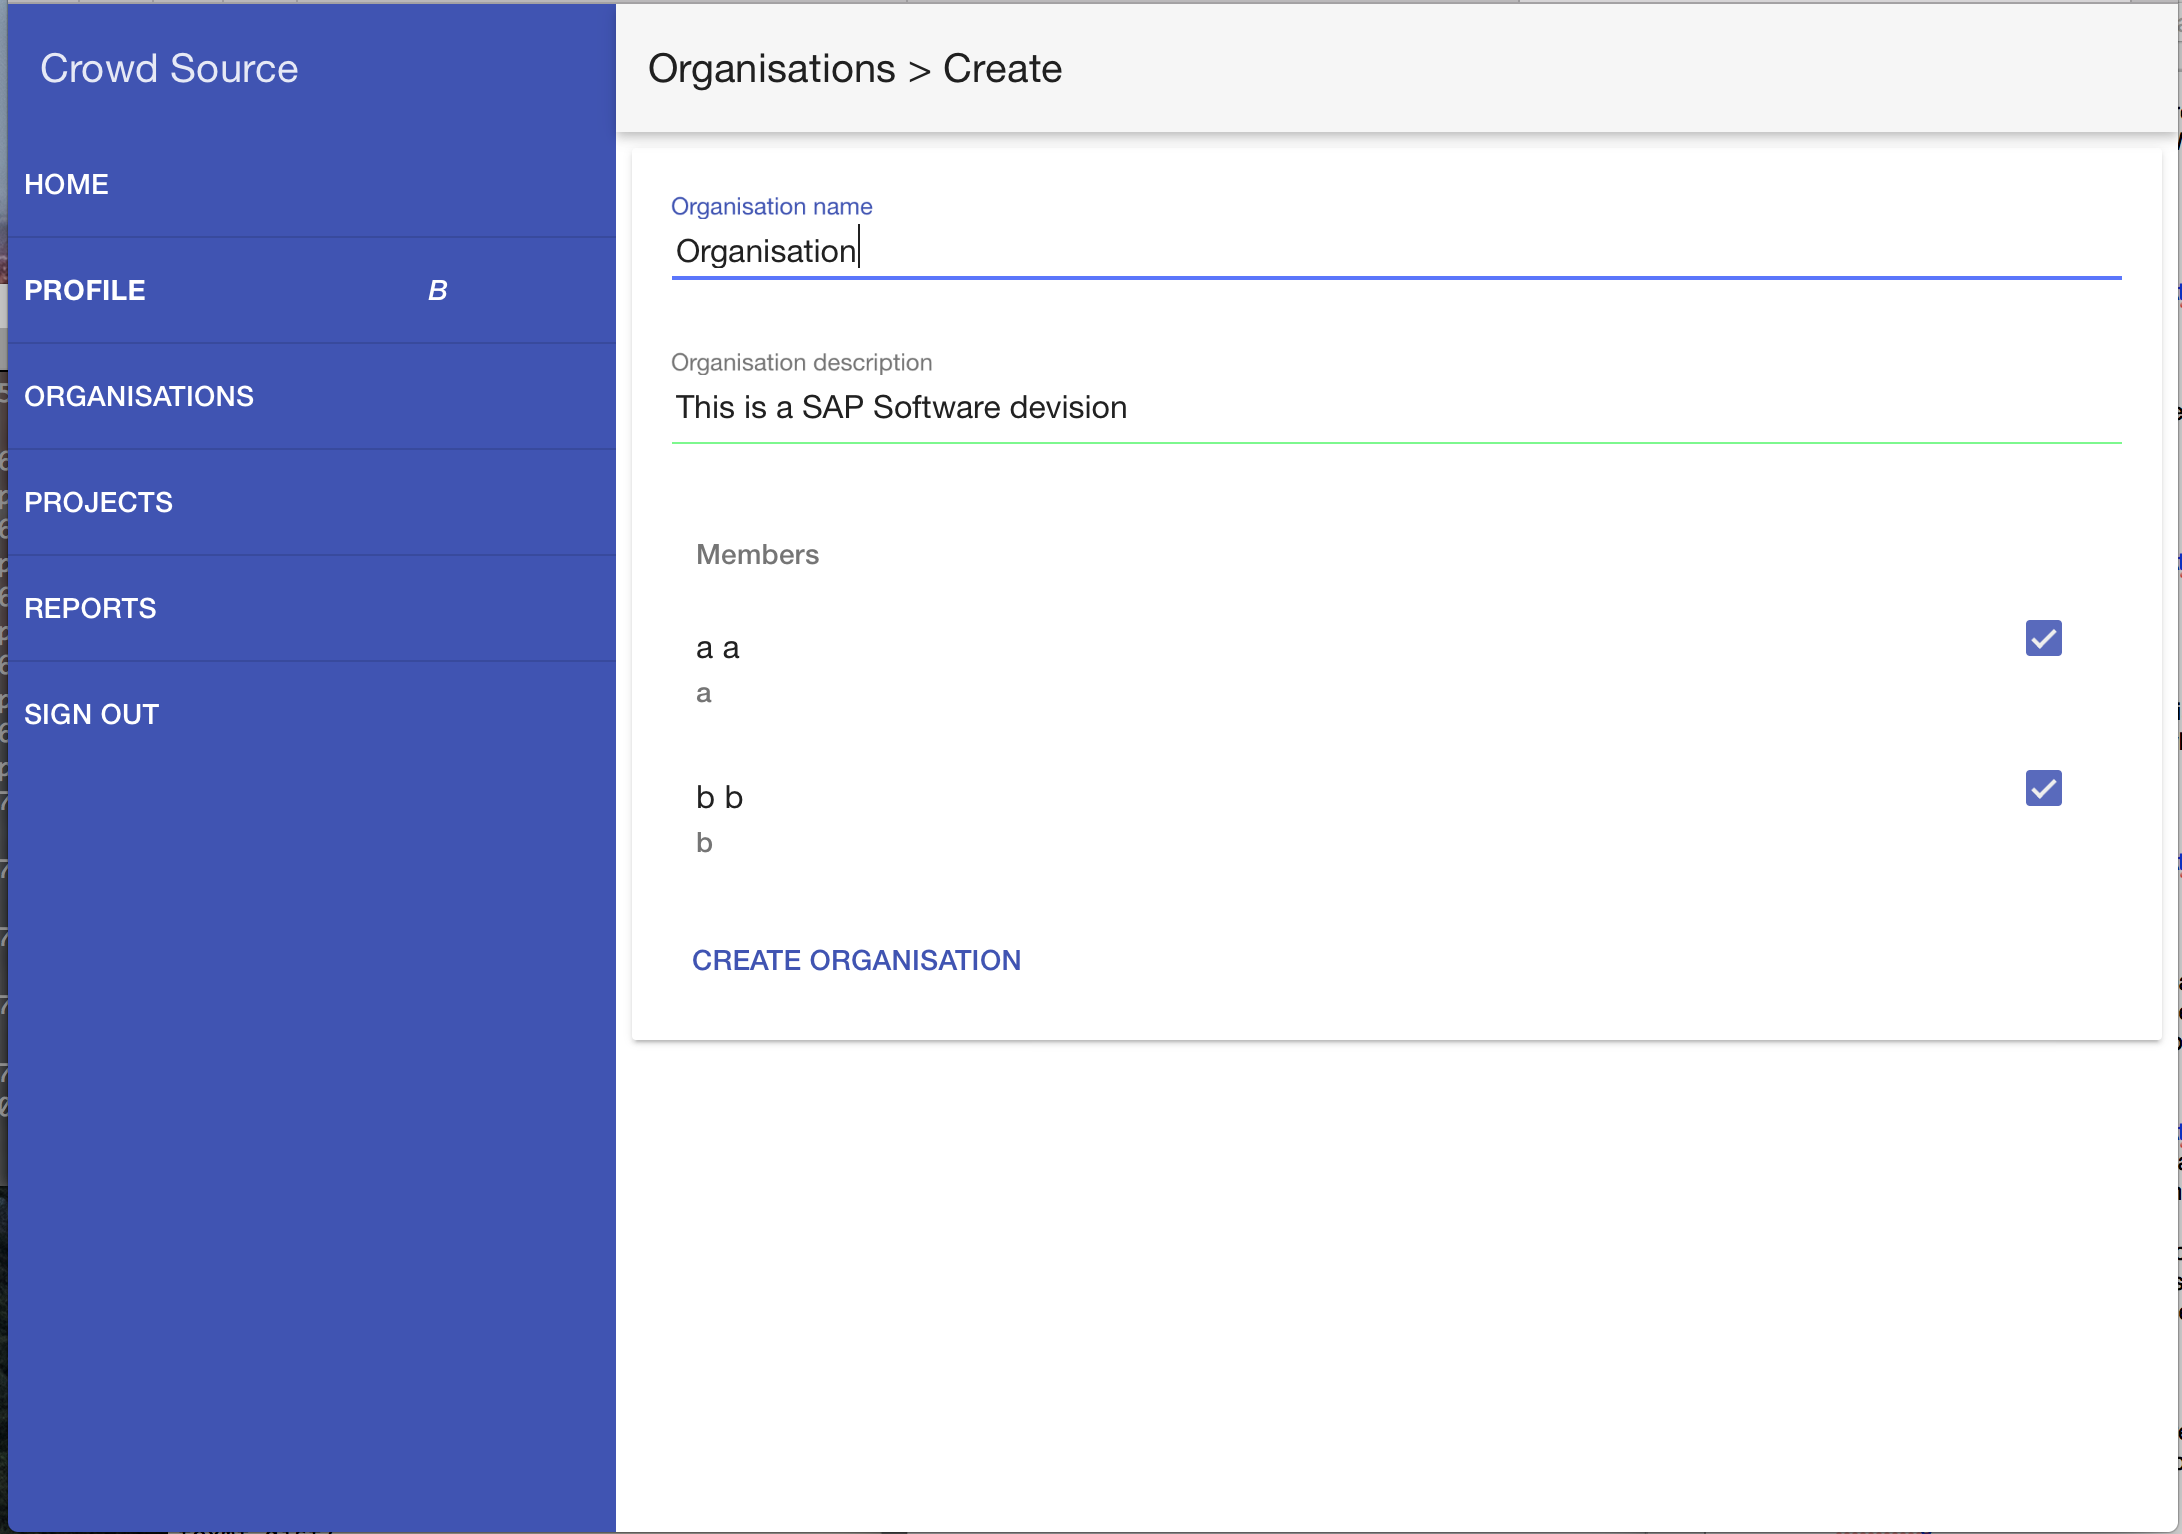 Crowd Source
HOME
PROFILE B
ORGANISATIONS
PROJECTS
REPORTS
SIGN OUT
Organisations > Create
Organisation name
Organisation
Organisation description
This is a SAP Software devision
Members
a a
a
b b
b
CREATE ORGANISATION